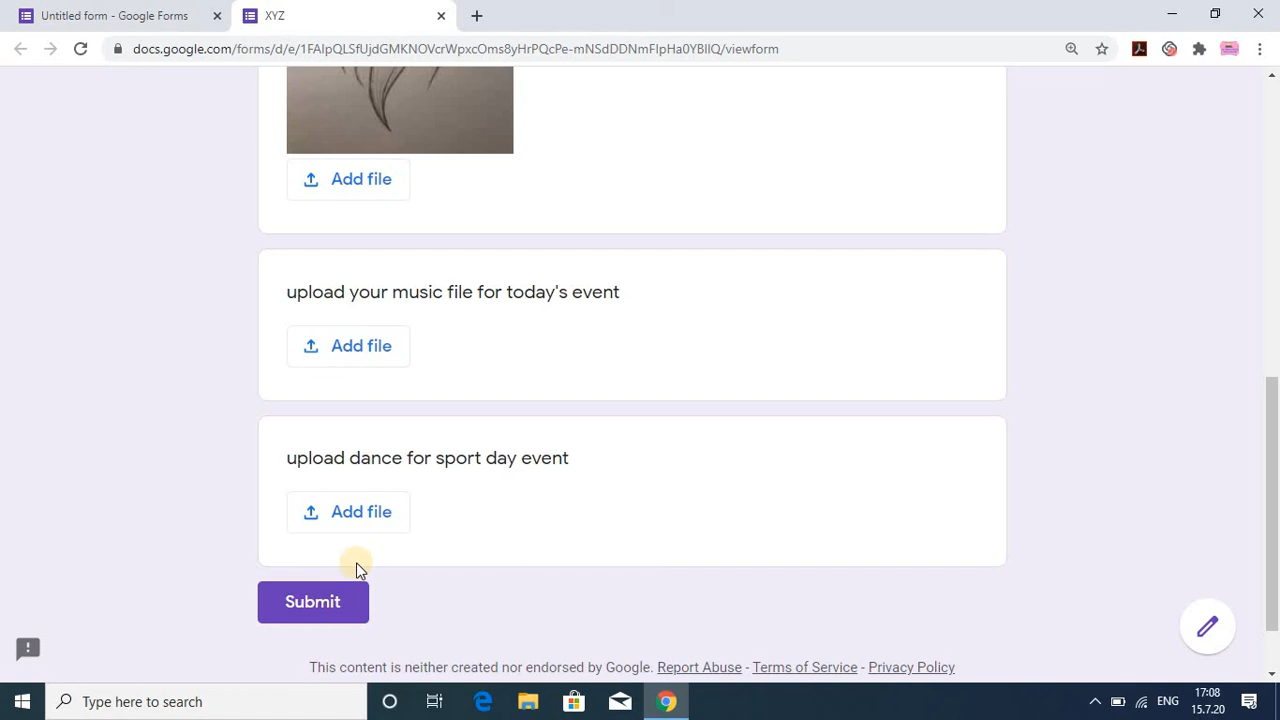 Untitled form - Google Forms
XYZ
docs.google.com/forms/d/e/1FAIpQLSfUjdGMKNOVcrWpxcOms8yHrPQcPe-mNSdDDNmFIpHa0YBIlQ/viewform
Add file
upload your music file for today's event
Add file
upload dance for sport day event
Add file
Submit
This content is neither created nor endorsed by Google. Report Abuse - Terms of Service - Privacy Policy
Type here to search
ENG
17:08
15.7.20